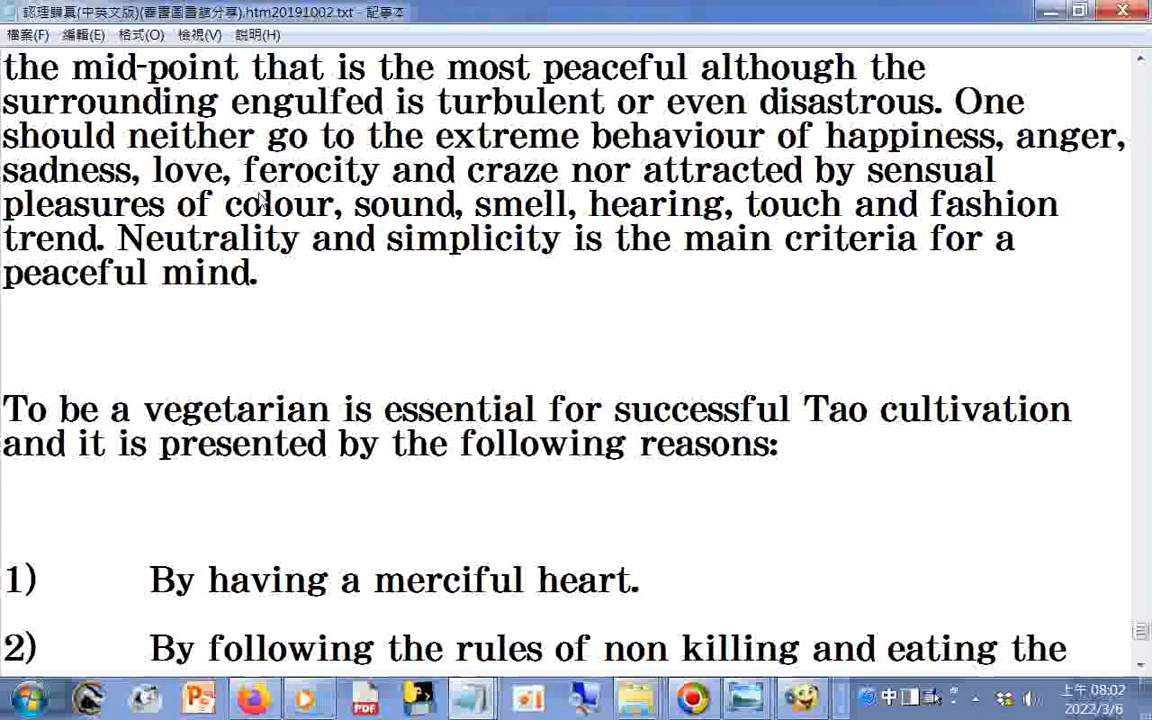 認理歸真(中英文版)(春霤圖書館分享).htm20191002.txt - 記事本
檔案(F) 編輯(E) 格式(O) 檢視(V) 說明(H)
the mid-point that is the most peaceful although the
surrounding engulfed is turbulent or even disastrous. One
should neither go to the extreme behaviour of happiness, anger,
sadness, love, ferocity and craze nor attracted by sensual
pleasures of colour, sound, smell, hearing, touch and fashion
trend. Neutrality and simplicity is the main criteria for a
peaceful mind.
To be a vegetarian is essential for successful Tao cultivation
and it is presented by the following reasons:
1) By having a merciful heart.
2) By following the rules of non killing and eating the
中
上午 08:02
2022/3/6